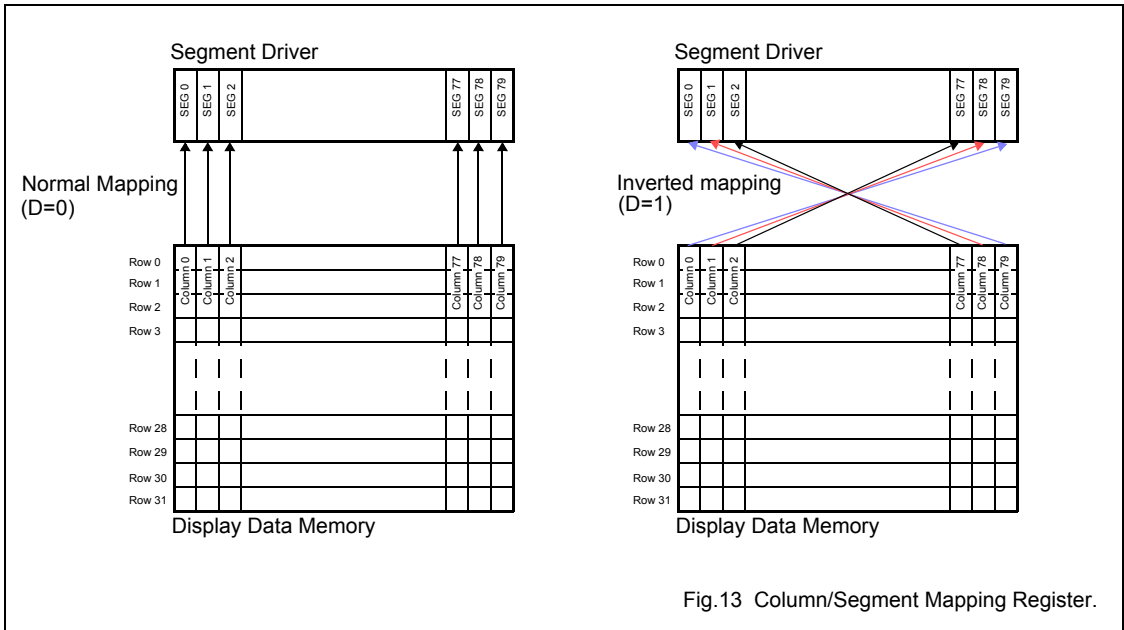 Segment Driver
SEG 0
SEG 1
SEG 2
SEG 77
SEG 78
SEG 79
Normal Mapping
(D=0)
Row 0
Row 1
Row 2
Row 3
Row 28
Row 29
Row 30
Row 31
Column 0
Column 1
Column 2
Column 77
Column 78
Column 79
Display Data Memory
Segment Driver
SEG 0
SEG 1
SEG 2
SEG 77
SEG 78
SEG 79
Inverted mapping
(D=1)
Row 0
Row 1
Row 2
Row 3
Row 28
Row 29
Row 30
Row 31
Column 0
Column 1
Column 2
Column 77
Column 78
Column 79
Display Data Memory
Fig.13 Column/Segment Mapping Register.